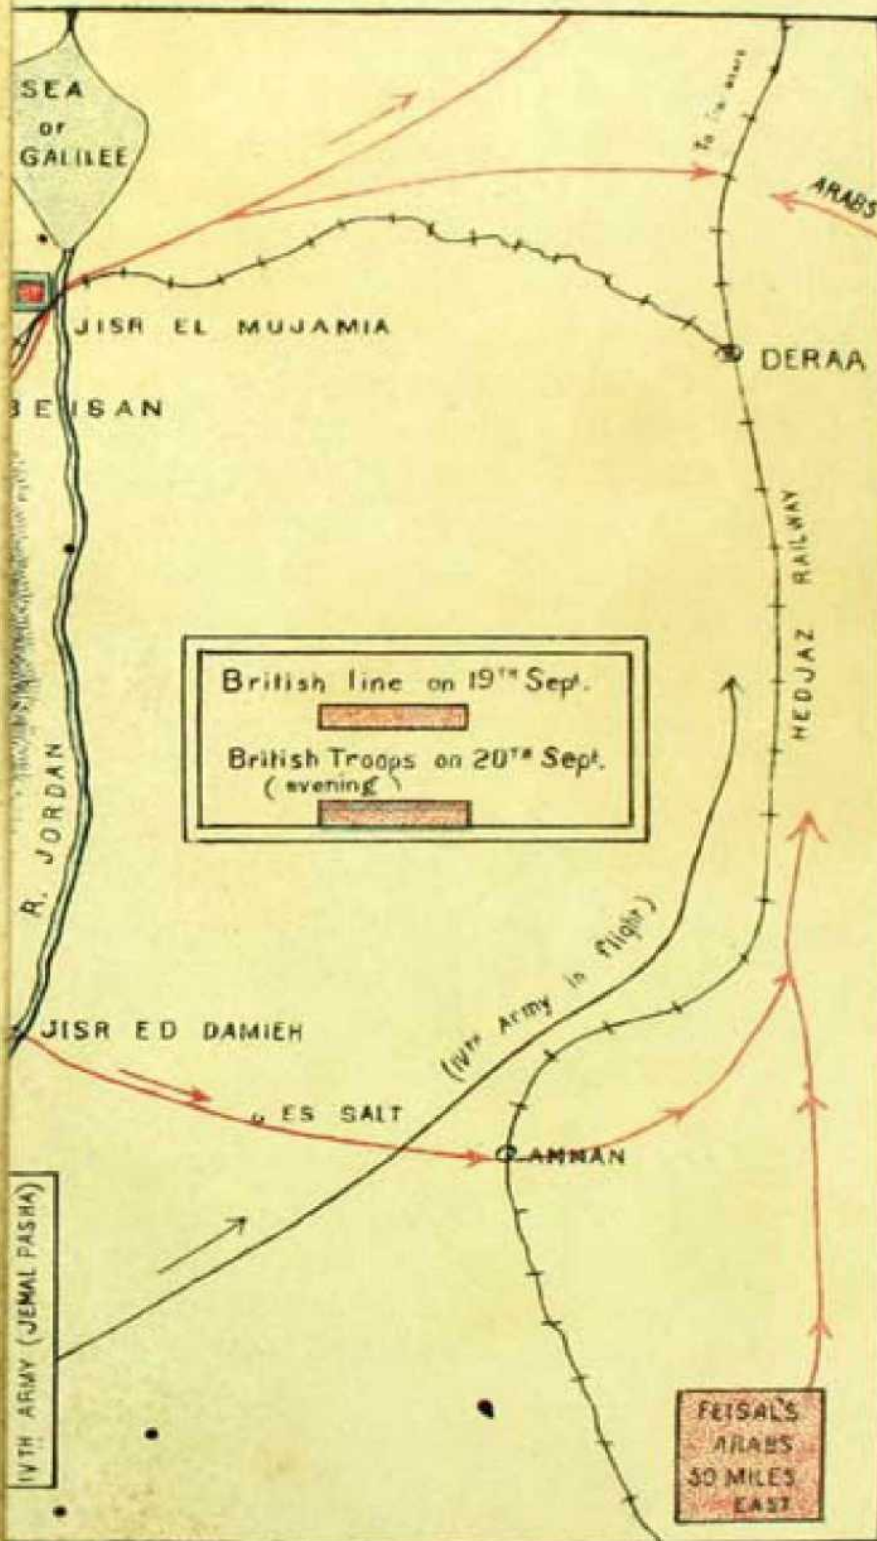 SEA
OF
GALILEE
To
ARABS
JISR EL MUJAMIA
DERAA
BEISAN
HEDJAZ RAILWAY
British line on 19TH Sept.
British Troops on 20TH Sept.
(evening)
R. JORDAN
(IVTH Army in flight)
JISR ED DAMIEH
ES SALT
AMMAN
IVTH ARMY (JEMAL PASHA)
FEISAL'S
ARABS
50 MILES
EAST